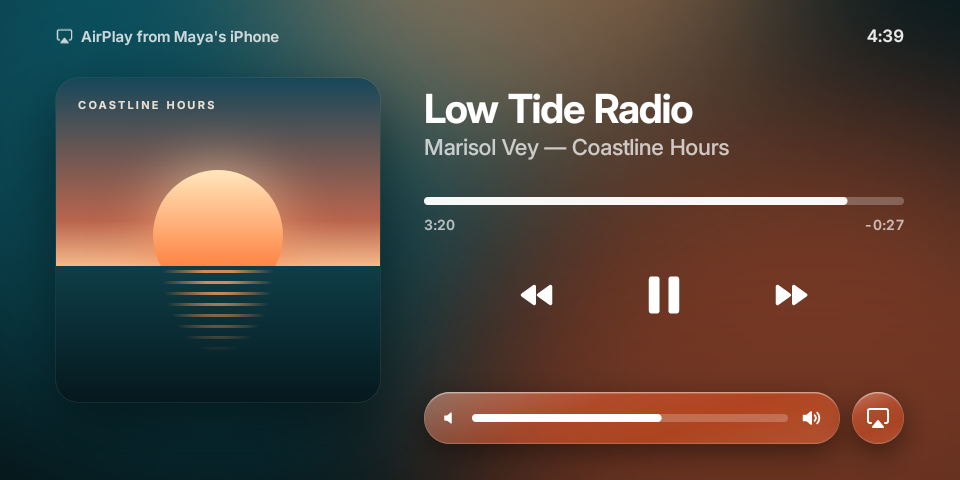 AirPlay from Maya's iPhone
4:39
COASTLINE HOURS
Low Tide Radio
Marisol Vey — Coastline Hours
3:20
-0:27